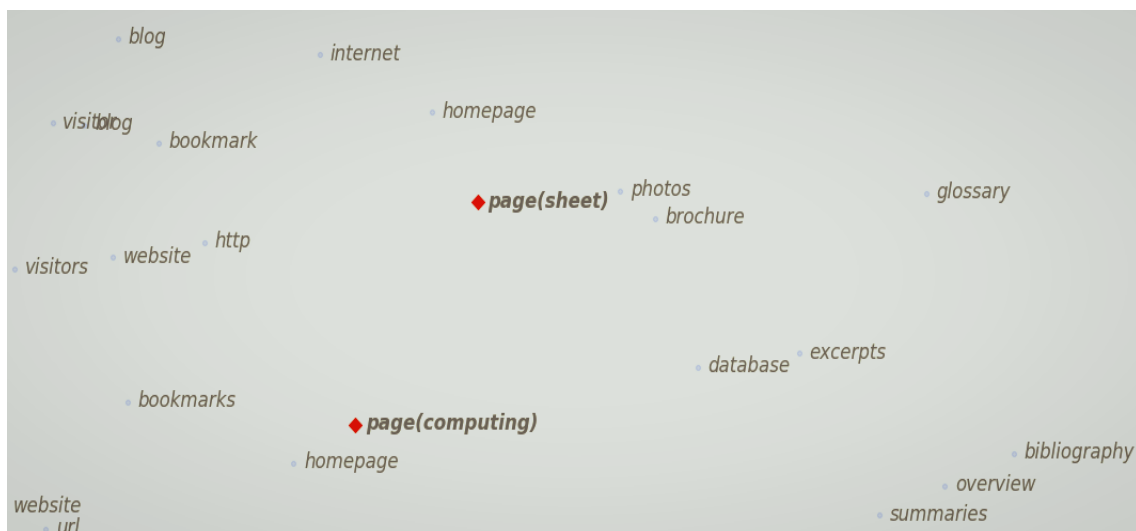 blog
internet
homepage
visitor
blog
bookmark
photos
glossary
page(sheet)
brochure
http
website
visitors
excerpts
database
bookmarks
page(computing)
homepage
bibliography
overview
website
summaries
url